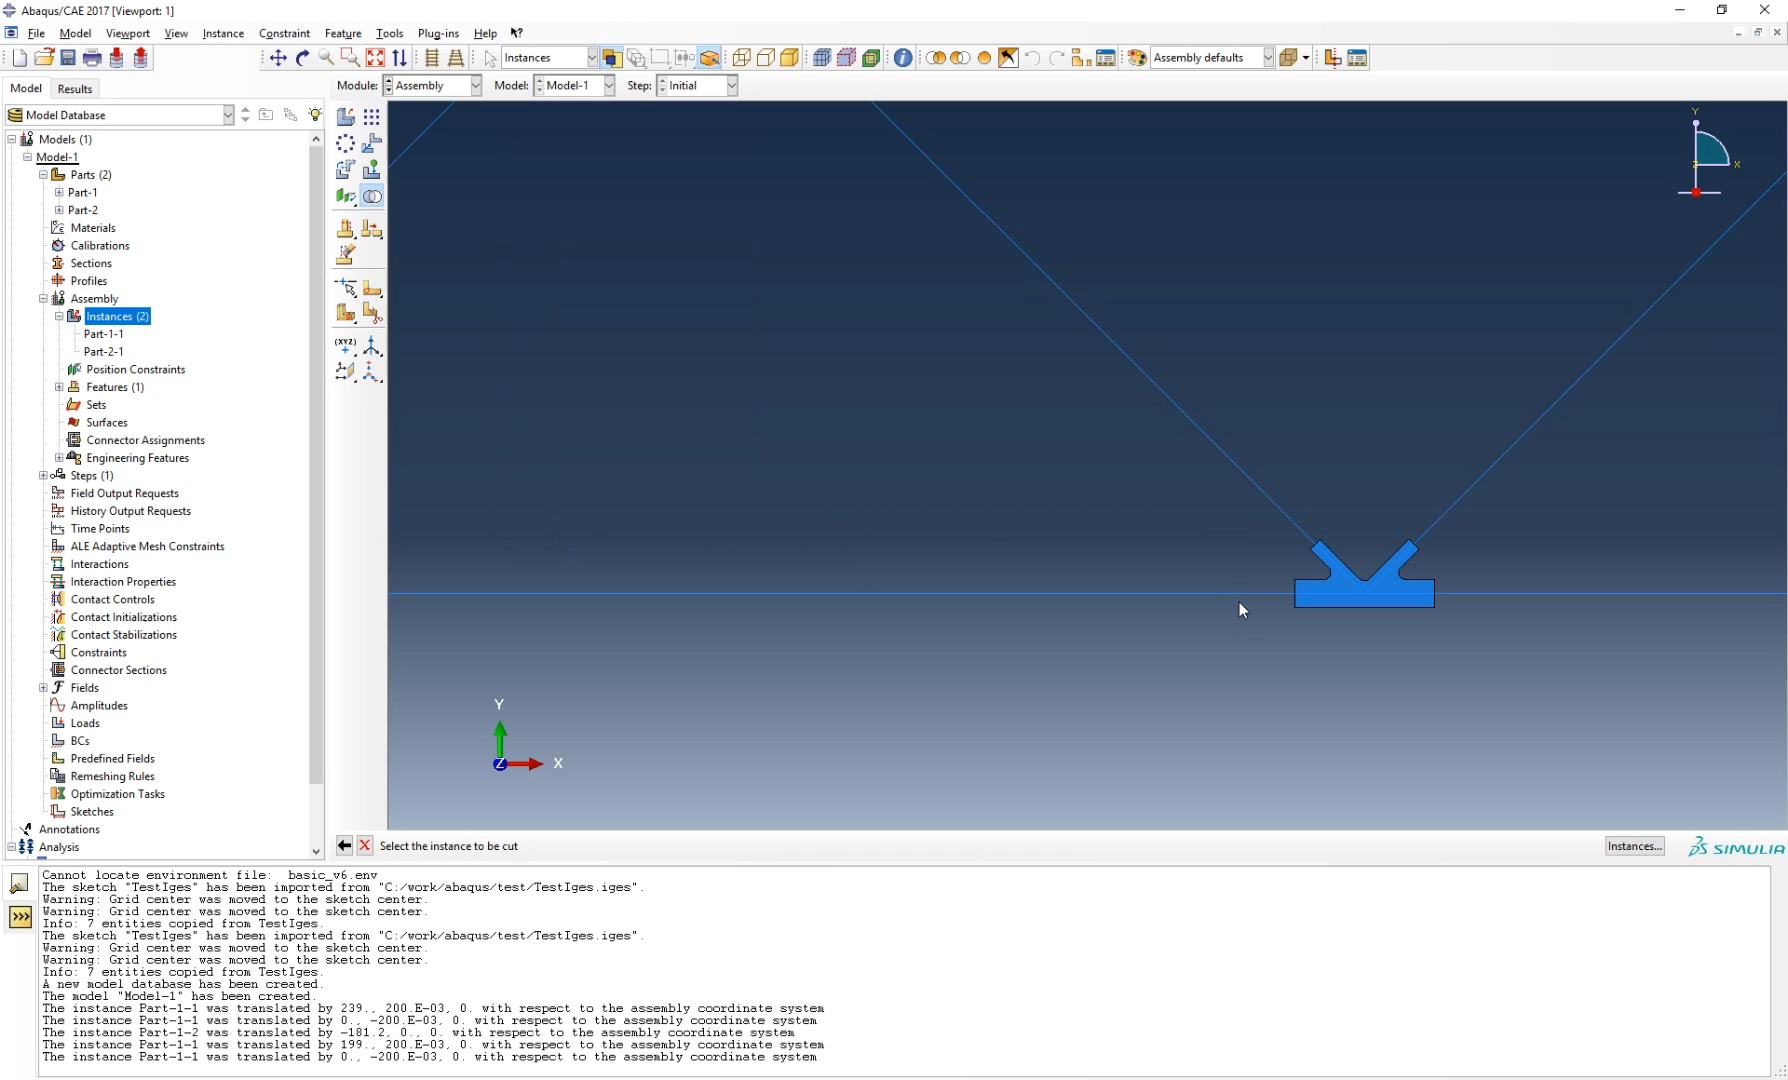 Abaqus/CAE 2017 [Viewport: 1]
File Model Viewport View Instance Constraint Feature Tools Plug-ins Help
Instances
Assembly defaults
Model Results
Module: Assembly Model: Model-1 Step: Initial
Model Database
Models (1)
Model-1
Parts (2)
Part-1
Part-2
Materials
Calibrations
Sections
Profiles
Assembly
Instances (2)
Part-1-1
Part-2-1
Position Constraints
Features (1)
Sets
Surfaces
Connector Assignments
Engineering Features
Steps (1)
Field Output Requests
History Output Requests
Time Points
ALE Adaptive Mesh Constraints
Interactions
Interaction Properties
Contact Controls
Contact Initializations
Contact Stabilizations
Constraints
Connector Sections
Fields
Amplitudes
Loads
BCs
Predefined Fields
Remeshing Rules
Optimization Tasks
Sketches
Annotations
Analysis
(XYZ)
Y
X
Z
Y
X
Z
Select the instance to be cut
Instances...
SIMULIA
Cannot locate environment file: basic_v6.env
The sketch "TestIges" has been imported from "C:/work/abaqus/test/TestIges.iges".
Warning: Grid center was moved to the sketch center.
Warning: Grid center was moved to the sketch center.
Info: 7 entities copied from TestIges.
The sketch "TestIges" has been imported from "C:/work/abaqus/test/TestIges.iges".
Warning: Grid center was moved to the sketch center.
Warning: Grid center was moved to the sketch center.
Info: 7 entities copied from TestIges.
A new model database has been created.
The model "Model-1" has been created.
The instance Part-1-1 was translated by 239., 200.E-03, 0. with respect to the assembly coordinate system
The instance Part-1-1 was translated by 0., -200.E-03, 0. with respect to the assembly coordinate system
The instance Part-1-2 was translated by -181.2, 0., 0. with respect to the assembly coordinate system
The instance Part-1-1 was translated by 199., 200.E-03, 0. with respect to the assembly coordinate system
The instance Part-1-1 was translated by 0., -200.E-03, 0. with respect to the assembly coordinate system